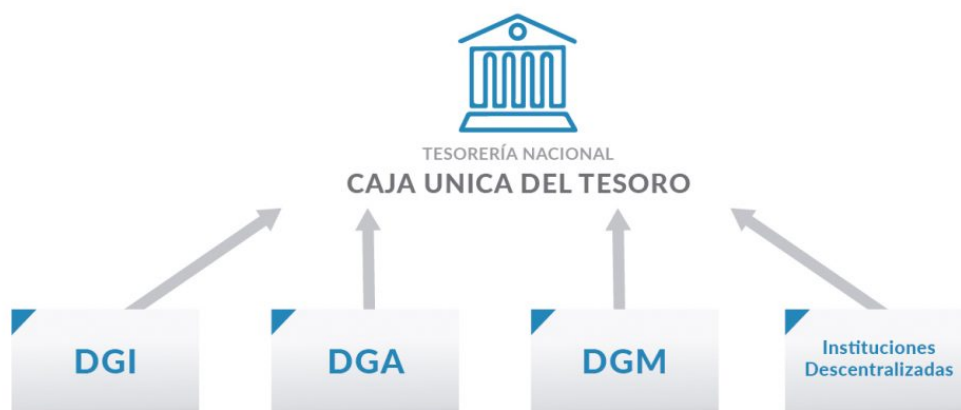 TESORERÍA NACIONAL
CAJA UNICA DEL TESORO
DGI
DGA
DGM
Instituciones
Descentralizadas